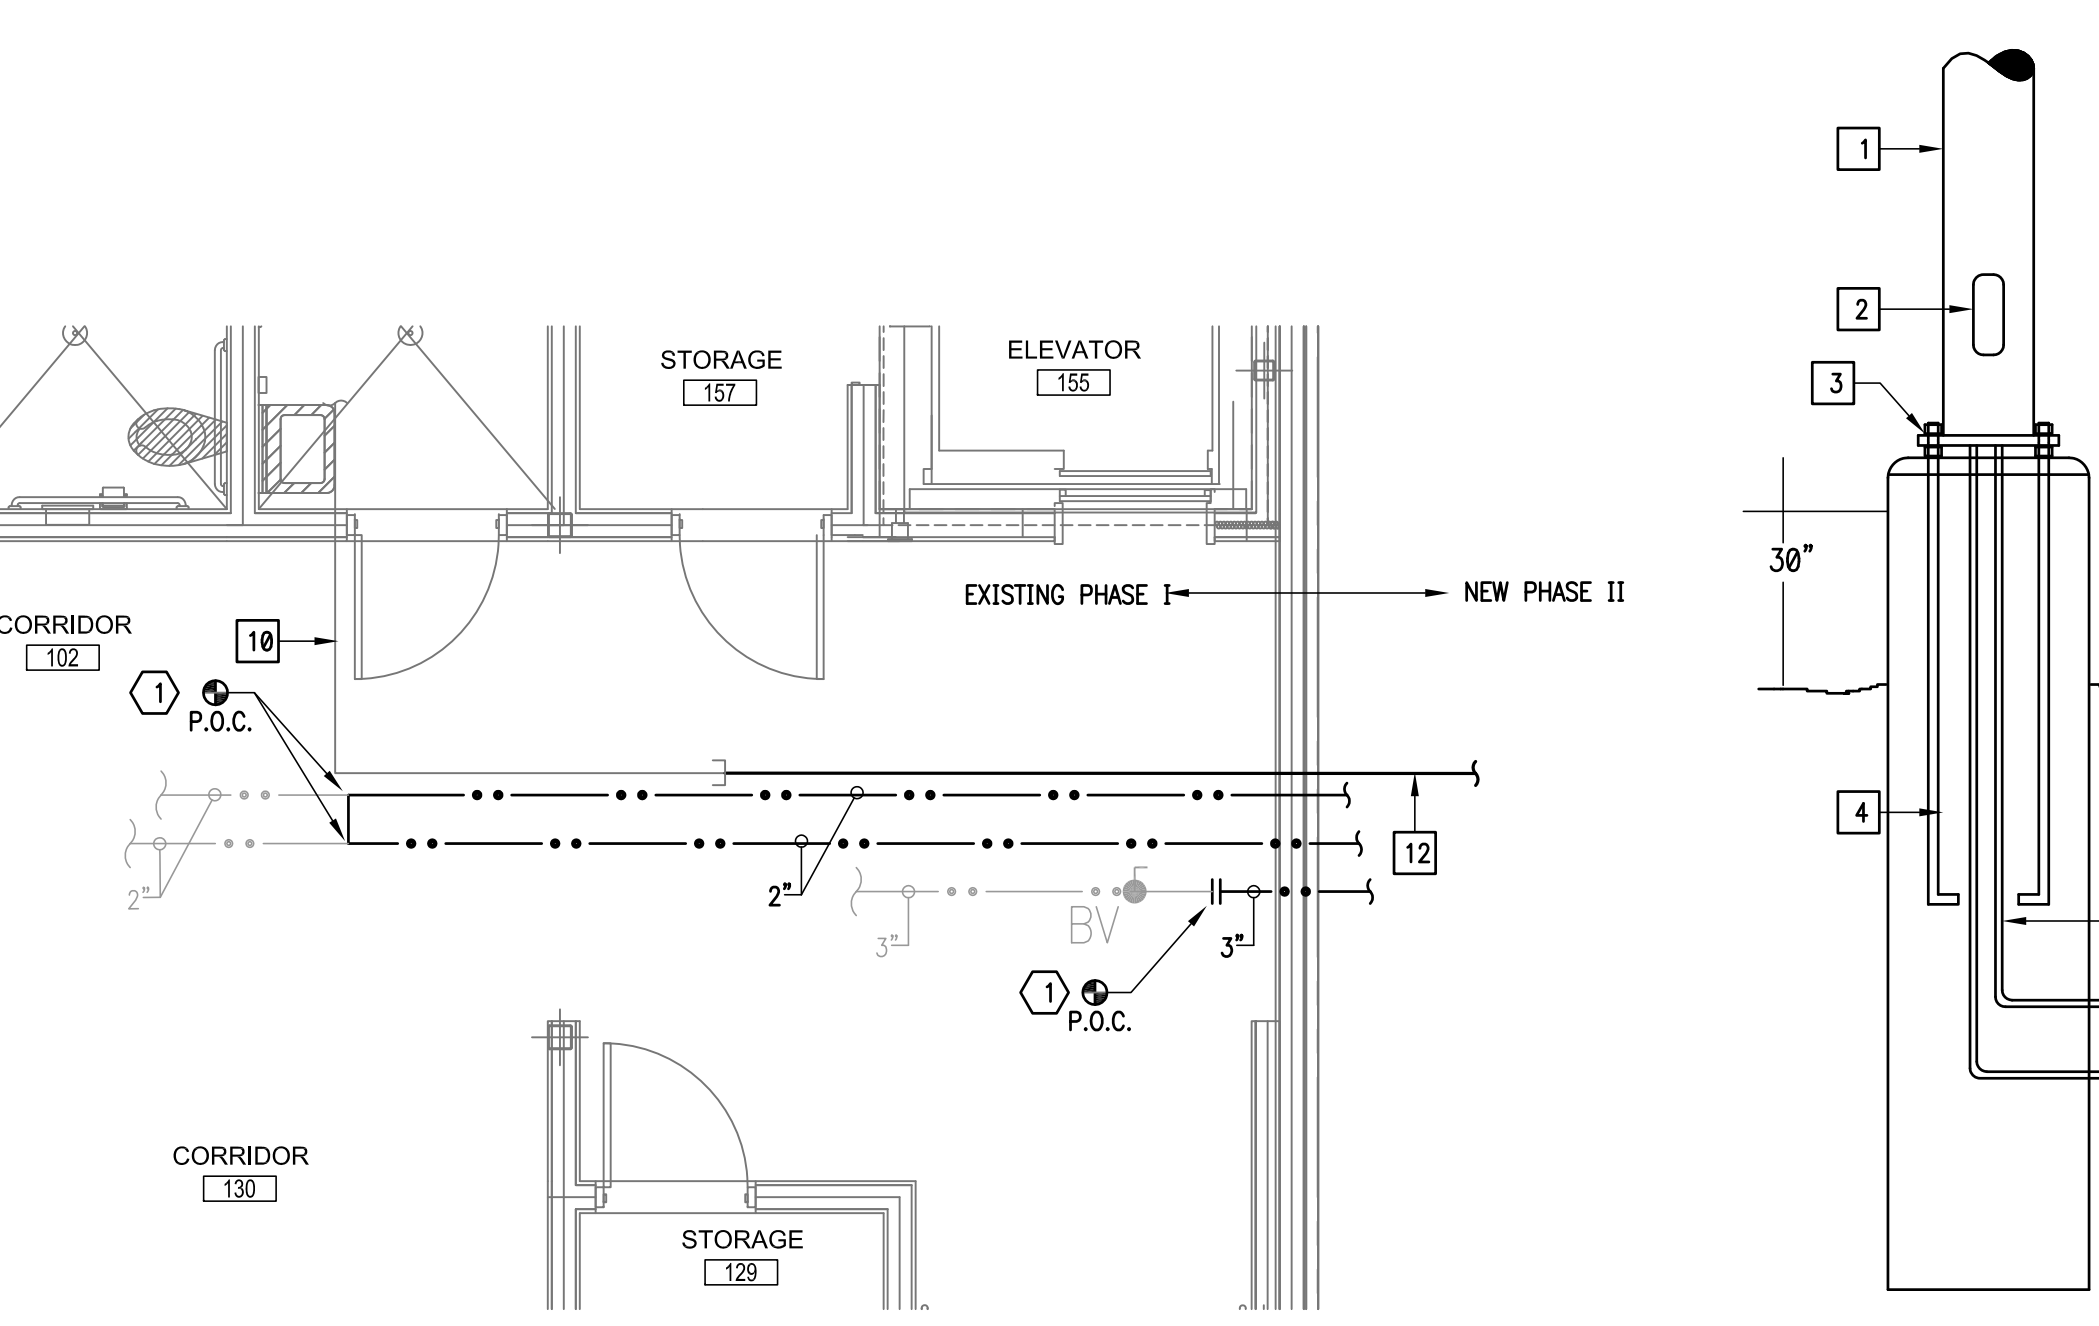 1
2
STORAGE
157
ELEVATOR
155
3
30"
EXISTING PHASE I
NEW PHASE II
CORRIDOR
102
10
1
P.O.C.
4
12
2"
2"
BV
3"
3"
1
P.O.C.
CORRIDOR
130
STORAGE
129